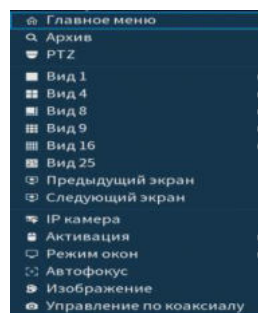 Главное меню
Архив
PTZ
Вид 1
Вид 4
Вид 8
Вид 9
Вид 16
Вид 25
Предыдущий экран
Следующий экран
IP камера
Активация
Режим окон
Автофокус
Изображение
Управление по коаксиалу